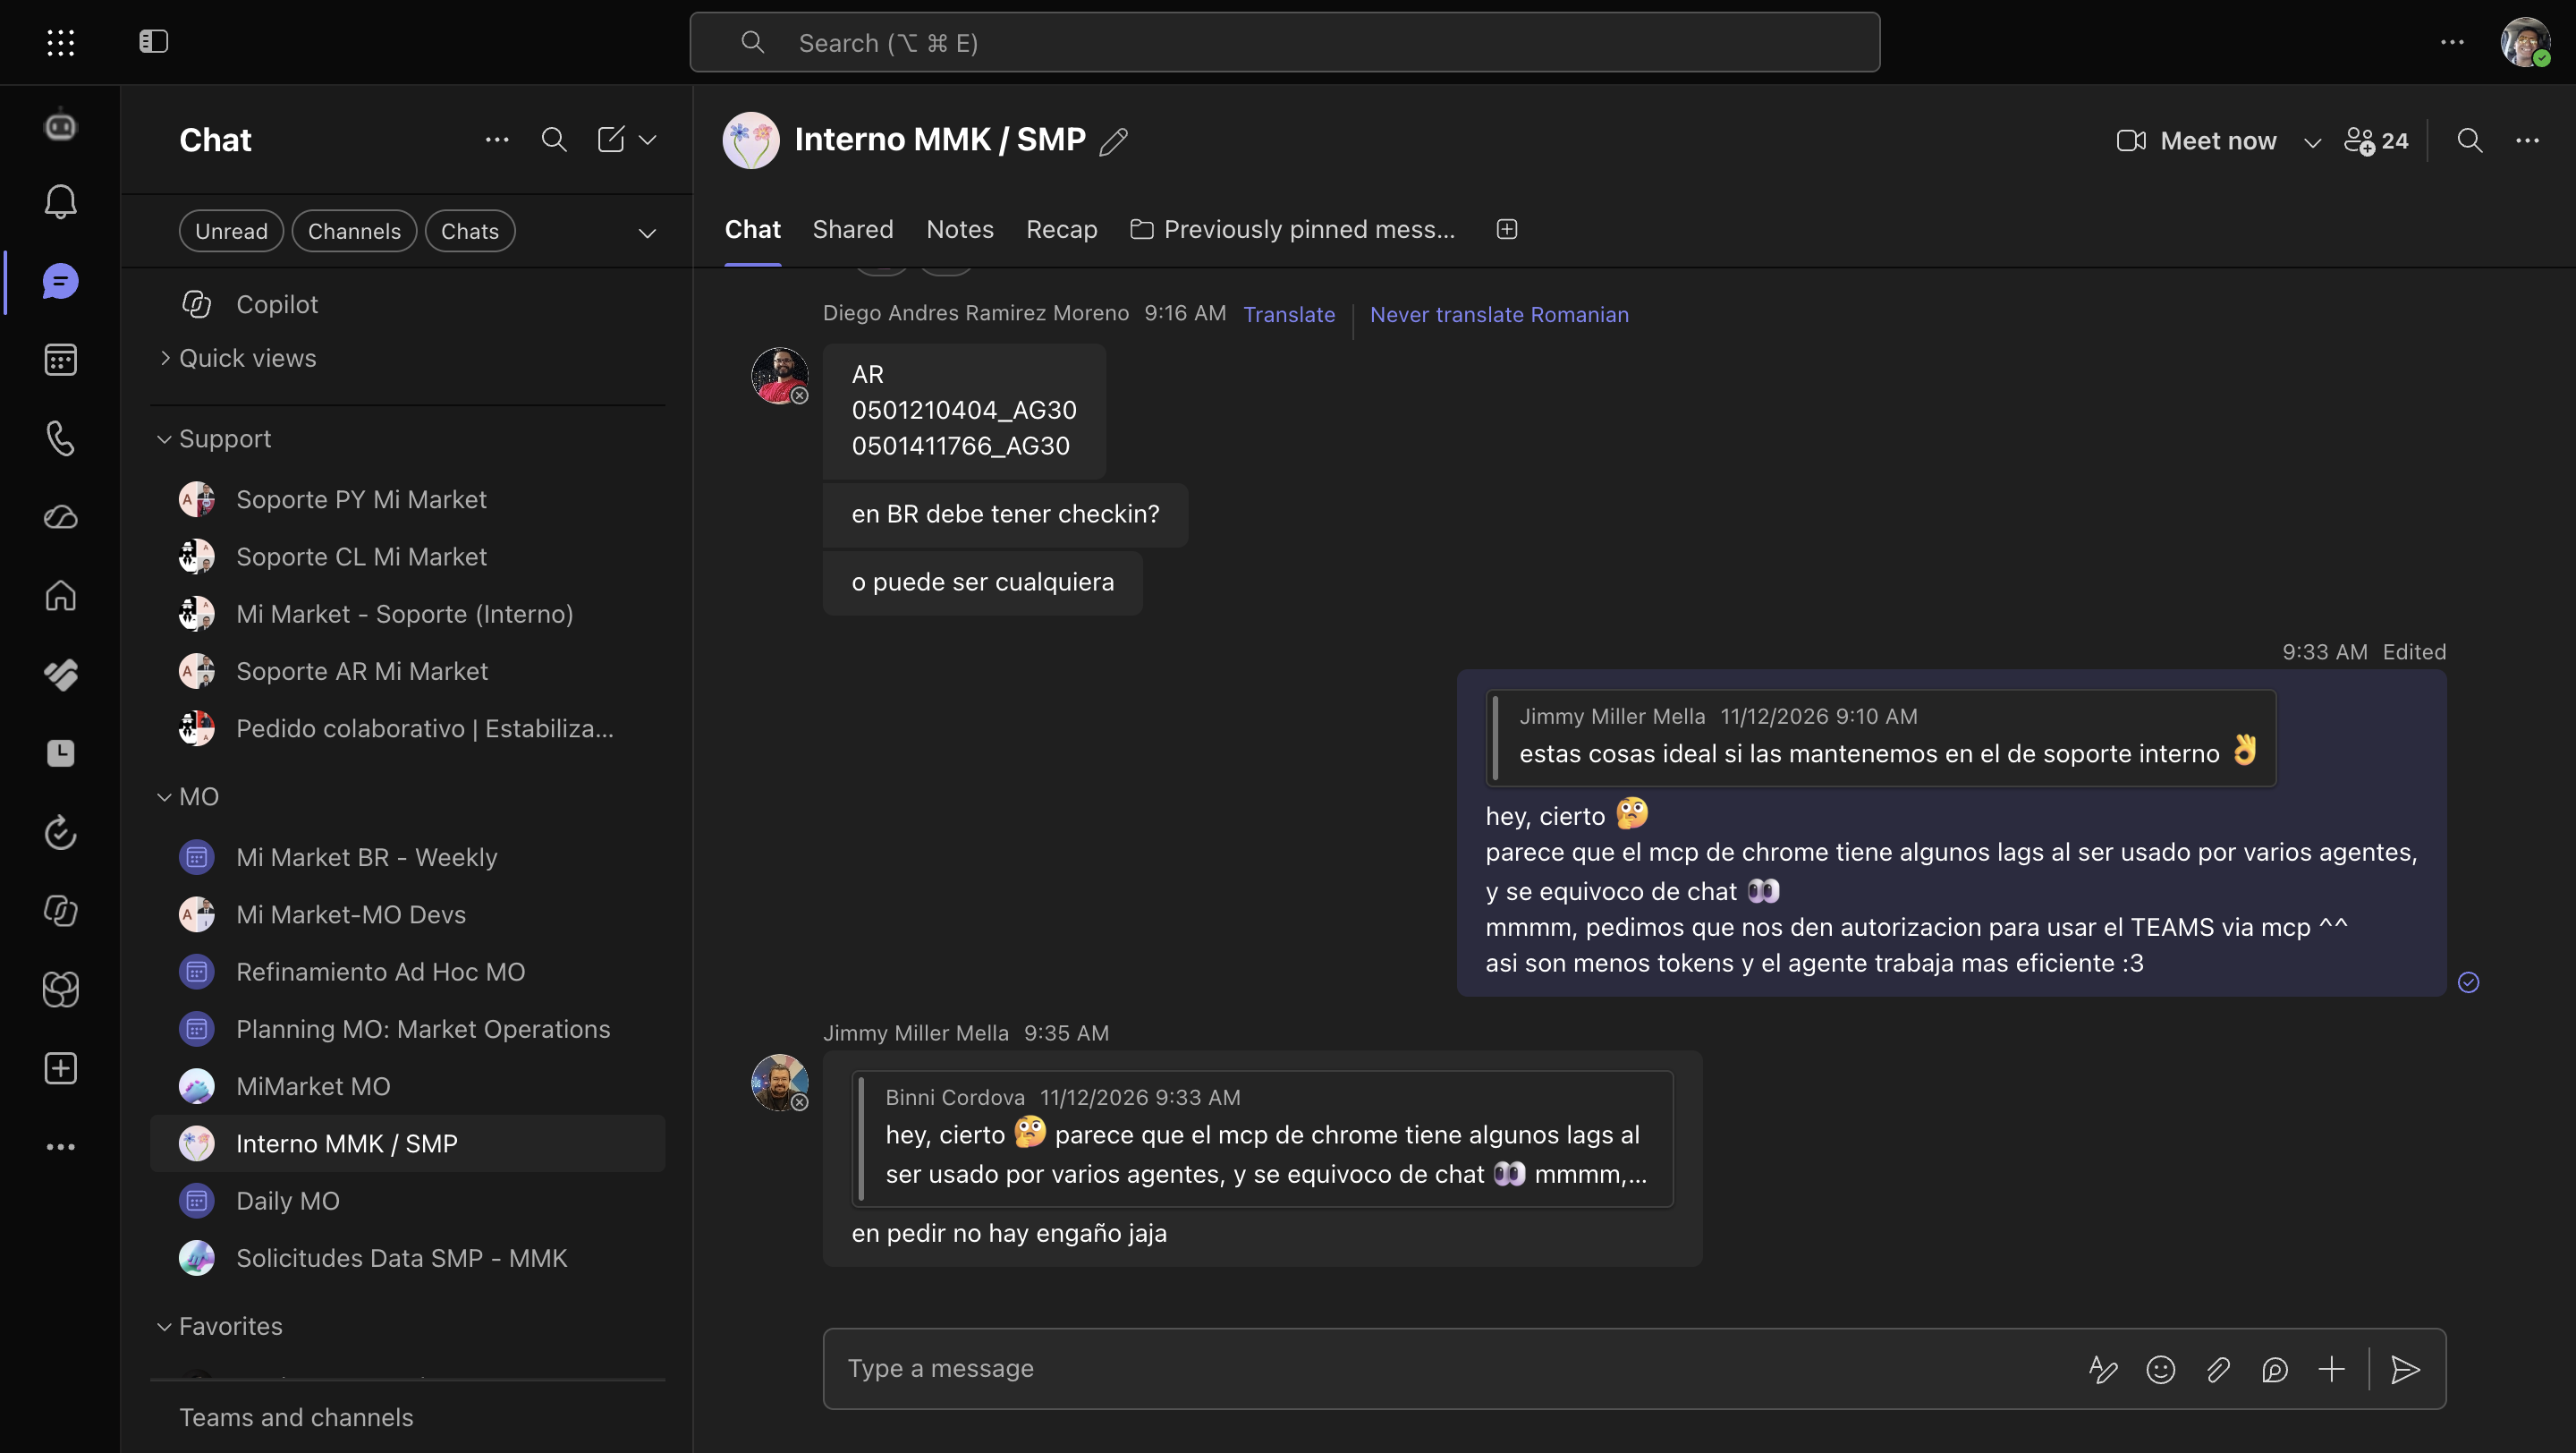 Search (⌥ ⌘ E)
Chat
Unread
Channels
Chats
Copilot
Quick views
Support
Soporte PY Mi Market
Soporte CL Mi Market
Mi Market - Soporte (Interno)
Soporte AR Mi Market
Pedido colaborativo | Estabiliza...
MO
Mi Market BR - Weekly
Mi Market-MO Devs
Refinamiento Ad Hoc MO
Planning MO: Market Operations
MiMarket MO
Interno MMK / SMP
Daily MO
Solicitudes Data SMP - MMK
Favorites
Teams and channels
Interno MMK / SMP
Meet now
24
Chat
Shared
Notes
Recap
Previously pinned mess...
Diego Andres Ramirez Moreno 9:16 AM Translate Never translate Romanian
AR
0501210404_AG30
0501411766_AG30
en BR debe tener checkin?
o puede ser cualquiera
9:33 AM Edited
Jimmy Miller Mella 11/12/2026 9:10 AM
estas cosas ideal si las mantenemos en el de soporte interno 👌
hey, cierto 🤔
parece que el mcp de chrome tiene algunos lags al ser usado por varios agentes,
y se equivoco de chat 👀
mmmm, pedimos que nos den autorizacion para usar el TEAMS via mcp ^^
asi son menos tokens y el agente trabaja mas eficiente :3
Jimmy Miller Mella 9:35 AM
Binni Cordova 11/12/2026 9:33 AM
hey, cierto 🤔 parece que el mcp de chrome tiene algunos lags al
ser usado por varios agentes, y se equivoco de chat 👀 mmmm,...
en pedir no hay engaño jaja
Type a message